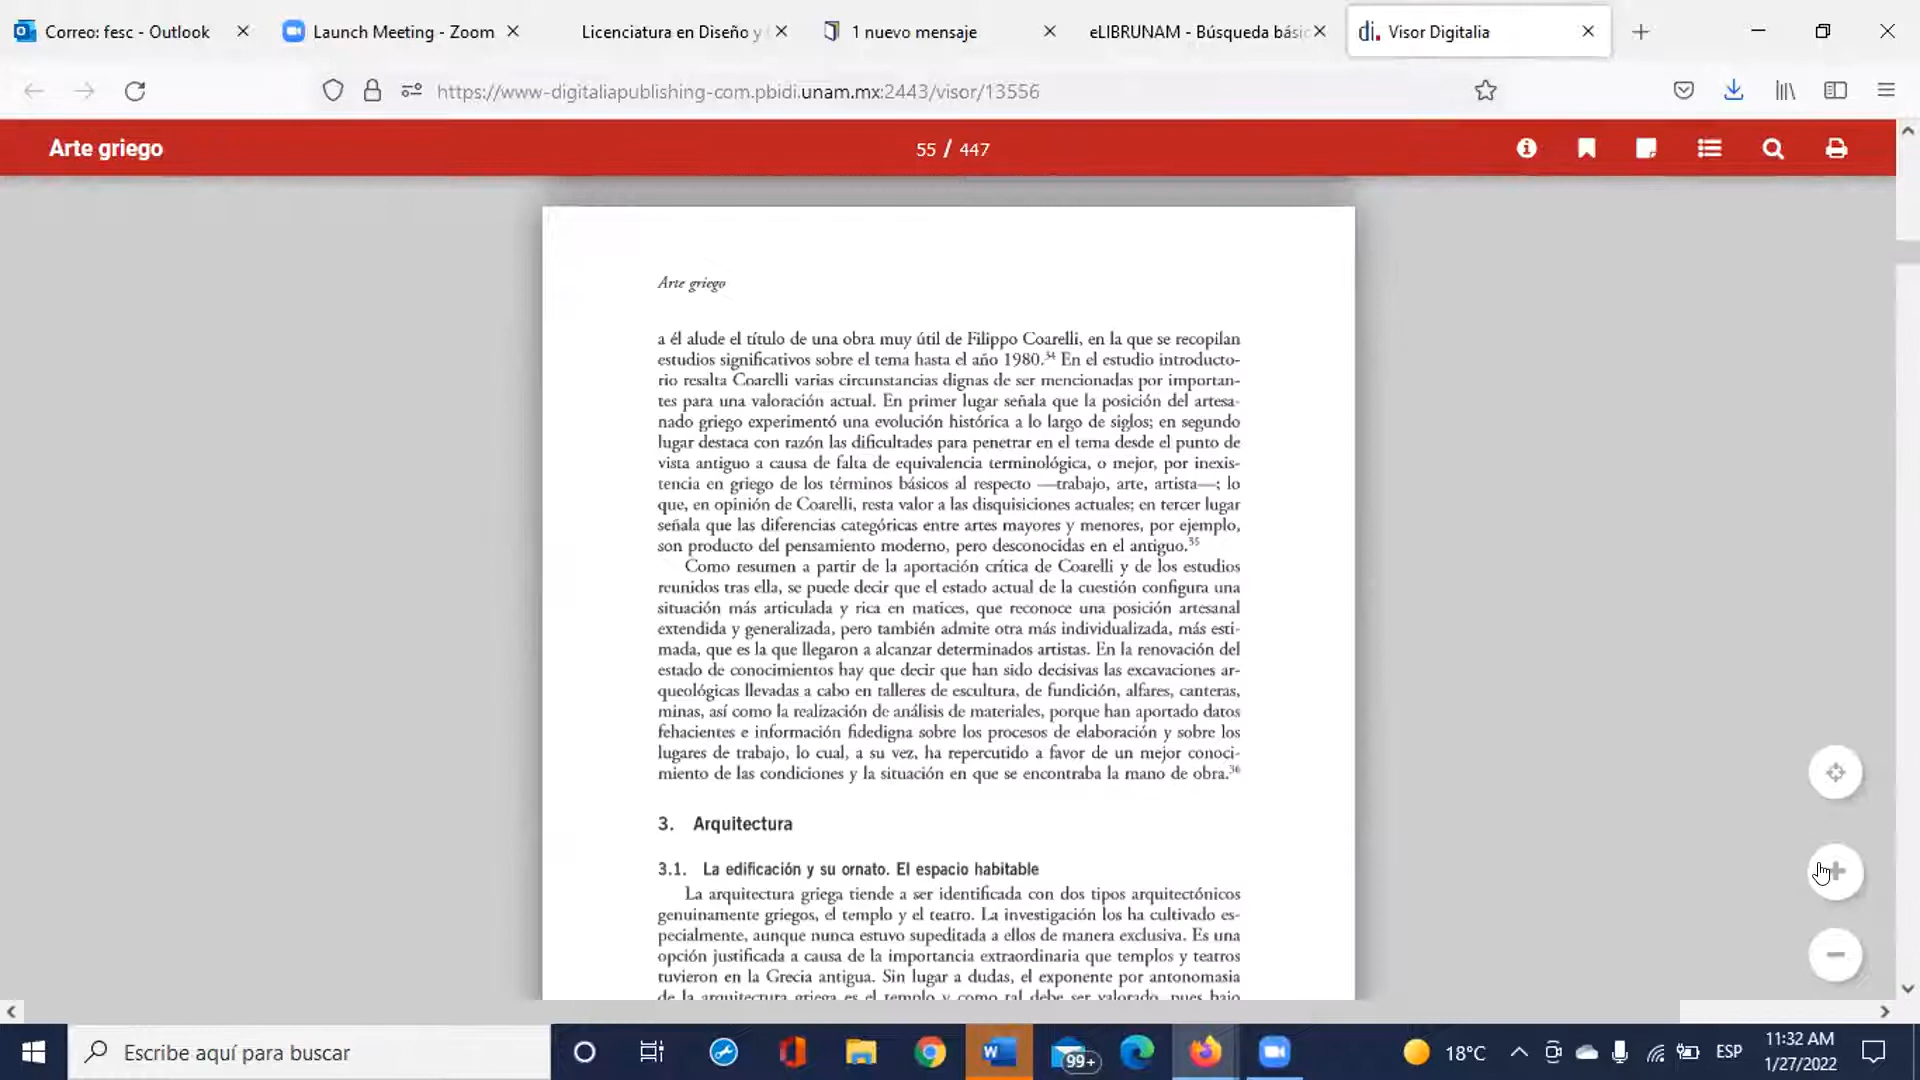 Correo: fesc - Outlook
Launch Meeting - Zoom
Licenciatura en Diseño y
1 nuevo mensaje
eLIBRUNAM - Búsqueda bási
di. Visor Digitalia
https://www-digitaliapublishing-com.pbidi.unam.mx:2443/visor/13556
Arte griego
55 / 447
Arte griego
a él alude el título de una obra muy útil de Filippo Coarelli, en la que se recopilan
estudios significativos sobre el tema hasta el año 1980.34 En el estudio introducto-
rio resalta Coarelli varias circunstancias dignas de ser mencionadas por importan-
tes para una valoración actual. En primer lugar señala que la posición del artesa-
nado griego experimentó una evolución histórica a lo largo de siglos; en segundo
lugar destaca con razón las dificultades para penetrar en el tema desde el punto de
vista antiguo a causa de falta de equivalencia terminológica, o mejor, por inexis-
tencia en griego de los términos básicos al respecto —trabajo, arte, artista—; lo
que, en opinión de Coarelli, resta valor a las disquisiciones actuales; en tercer lugar
señala que las diferencias categóricas entre artes mayores y menores, por ejemplo,
son producto del pensamiento moderno, pero desconocidas en el antiguo.35
Como resumen a partir de la aportación crítica de Coarelli y de los estudios
reunidos tras ella, se puede decir que el estado actual de la cuestión configura una
situación más articulada y rica en matices, que reconoce una posición artesanal
extendida y generalizada, pero también admite otra más individualizada, más esti-
mada, que es la que llegaron a alcanzar determinados artistas. En la renovación del
estado de conocimientos hay que decir que han sido decisivas las excavaciones ar-
queológicas llevadas a cabo en talleres de escultura, de fundición, alfares, canteras,
minas, así como la realización de análisis de materiales, porque han aportado datos
fehacientes e información fidedigna sobre los procesos de elaboración y sobre los
lugares de trabajo, lo cual, a su vez, ha repercutido a favor de un mejor conoci-
miento de las condiciones y la situación en que se encontraba la mano de obra.36
3. Arquitectura
3.1. La edificación y su ornato. El espacio habitable
La arquitectura griega tiende a ser identificada con dos tipos arquitectónicos
genuinamente griegos, el templo y el teatro. La investigación los ha cultivado es-
pecialmente, aunque nunca estuvo supeditada a ellos de manera exclusiva. Es una
opción justificada a causa de la importancia extraordinaria que templos y teatros
tuvieron en la Grecia antigua. Sin lugar a dudas, el exponente por antonomasia
de la arquitectura griega es el templo y como tal debe ser valorado, pues bajo
Escribe aquí para buscar
99+
18°C
ESP
11:32 AM
1/27/2022